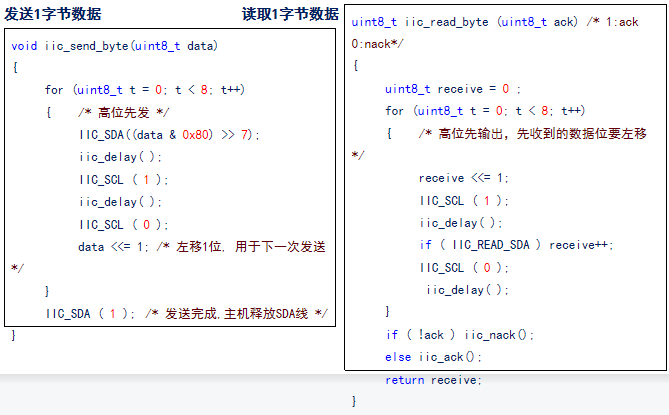 发送1字节数据
void iic_send_byte(uint8_t data)
{
for (uint8_t t = 0; t < 8; t++)
{ /* 高位先发 */
IIC_SDA((data & 0x80) >> 7);
iic_delay( );
IIC_SCL ( 1 );
iic_delay( );
IIC_SCL ( 0 );
data <<= 1; /* 左移1位, 用于下一次发送
*/
}
IIC_SDA ( 1 ); /* 发送完成,主机释放SDA线 */
}
读取1字节数据
uint8_t iic_read_byte (uint8_t ack) /* 1:ack
0:nack*/
{
uint8_t receive = 0 ;
for (uint8_t t = 0; t < 8; t++)
{ /* 高位先输出，先收到的数据位要左移
*/
receive <<= 1;
IIC_SCL ( 1 );
iic_delay( );
if ( IIC_READ_SDA ) receive++;
IIC_SCL ( 0 );
iic_delay( );
}
if ( !ack ) iic_nack();
else iic_ack();
return receive;
}